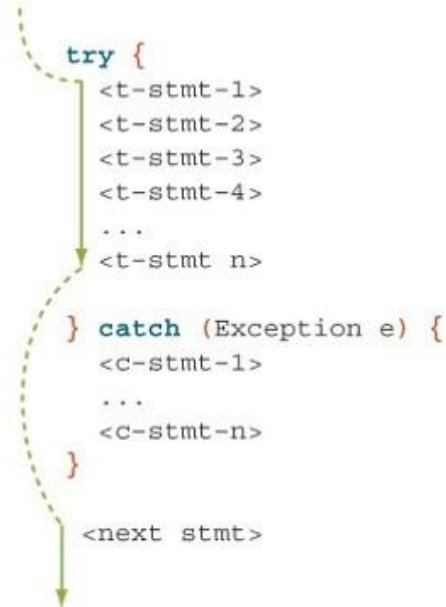 try {
<t-stmt-1>
<t-stmt-2>
<t-stmt-3>
<t-stmt-4>
...
<t-stmt n>
} catch (Exception e) {
<c-stmt-1>
...
<c-stmt-n>
}
<next stmt>